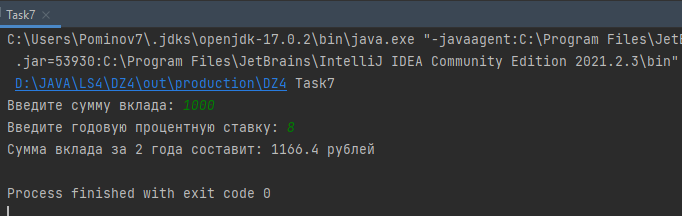 Task7
C:\Users\Pominov7\.jdks\openjdk-17.0.2\bin\java.exe "-javaagent:C:\Program Files\JetB
.jar=53930:C:\Program Files\JetBrains\IntelliJ IDEA Community Edition 2021.2.3\bin"
D:\JAVA\LS4\DZ4\out\production\DZ4 Task7
Введите сумму вклада: 1000
Введите годовую процентную ставку: 8
Сумма вклада за 2 года составит: 1166.4 рублей
Process finished with exit code 0